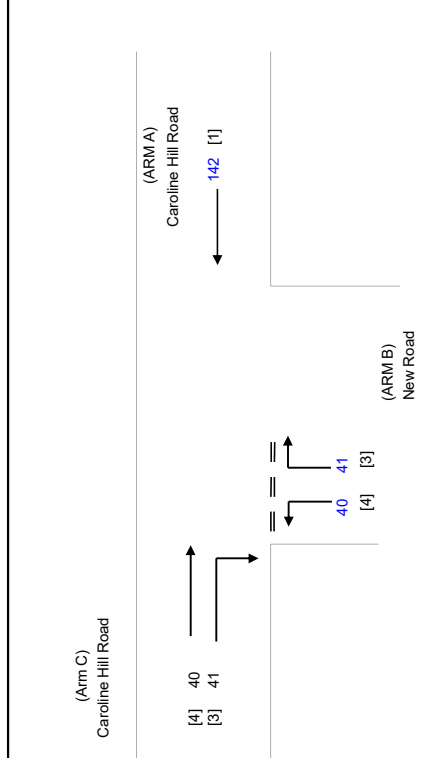 (ARM A)
Caroline Hill Road
142 [1]
(Arm C)
Caroline Hill Road
[4] 40
[3] 41
40
[4]
41
[3]
(ARM B)
New Road